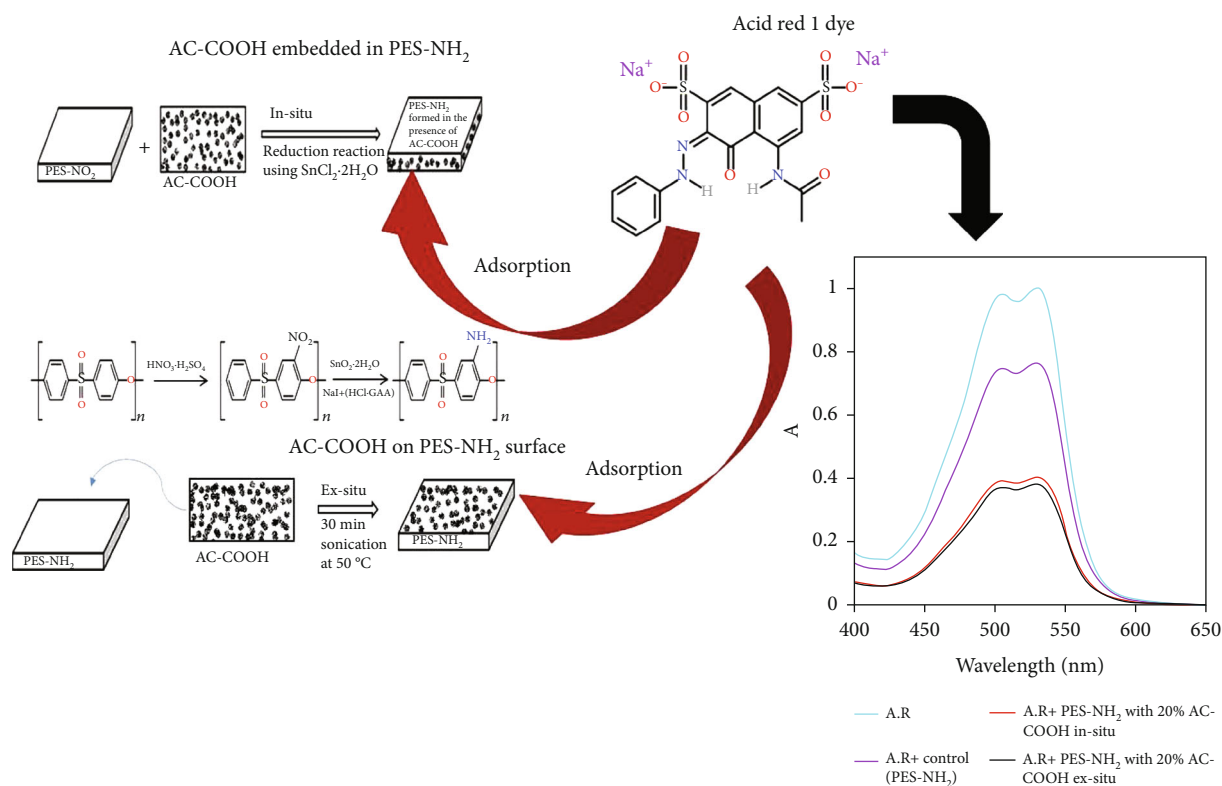 AC-COOH embedded in PES-NH₂
PES-NO₂
+
AC-COOH
In-situ
Reduction reaction
using SnCl₂·2H₂O
PES-NH₂
formed in the
presence of
AC-COOH
Acid red 1 dye
Na⁺
Na⁺
O
O
S
O⁻
O
O
S
O⁻
N
N
H
O
H
N
O
Adsorption
O
S
O
O
n
HNO₃·H₂SO₄
NO₂
O
S
O
O
n
SnO₂·2H₂O
NaI+(HCl·GAA)
NH₂
O
S
O
O
n
AC-COOH on PES-NH₂ surface
Adsorption
PES-NH₂
AC-COOH
Ex-situ
30 min
sonication
at 50 °C
PES-NH₂
A
1
0.8
0.6
0.4
0.2
0
400
450
500
550
600
650
Wavelength (nm)
A.R
A.R+ control
(PES-NH₂)
A.R+ PES-NH₂ with 20% AC-
COOH in-situ
A.R+ PES-NH₂ with 20% AC-
COOH ex-situ